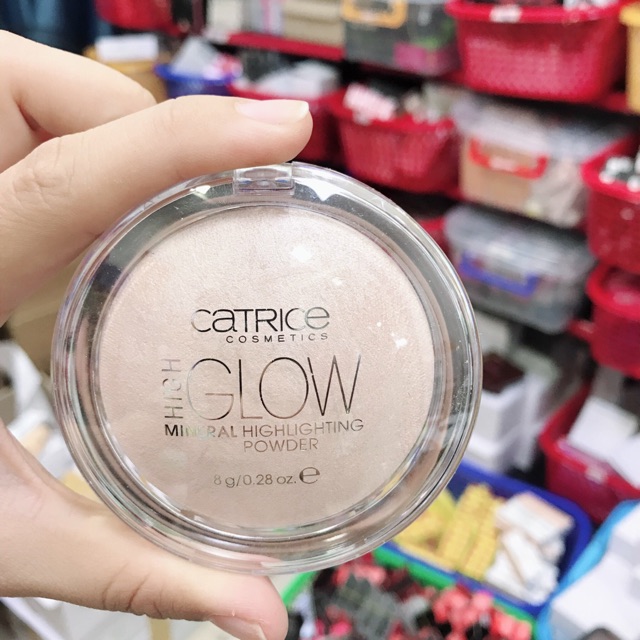 CATRICE
COSMETICS
HIGH
GLOW
MINERAL HIGHLIGHTING
POWDER
8 g/0.28 oz. ℮